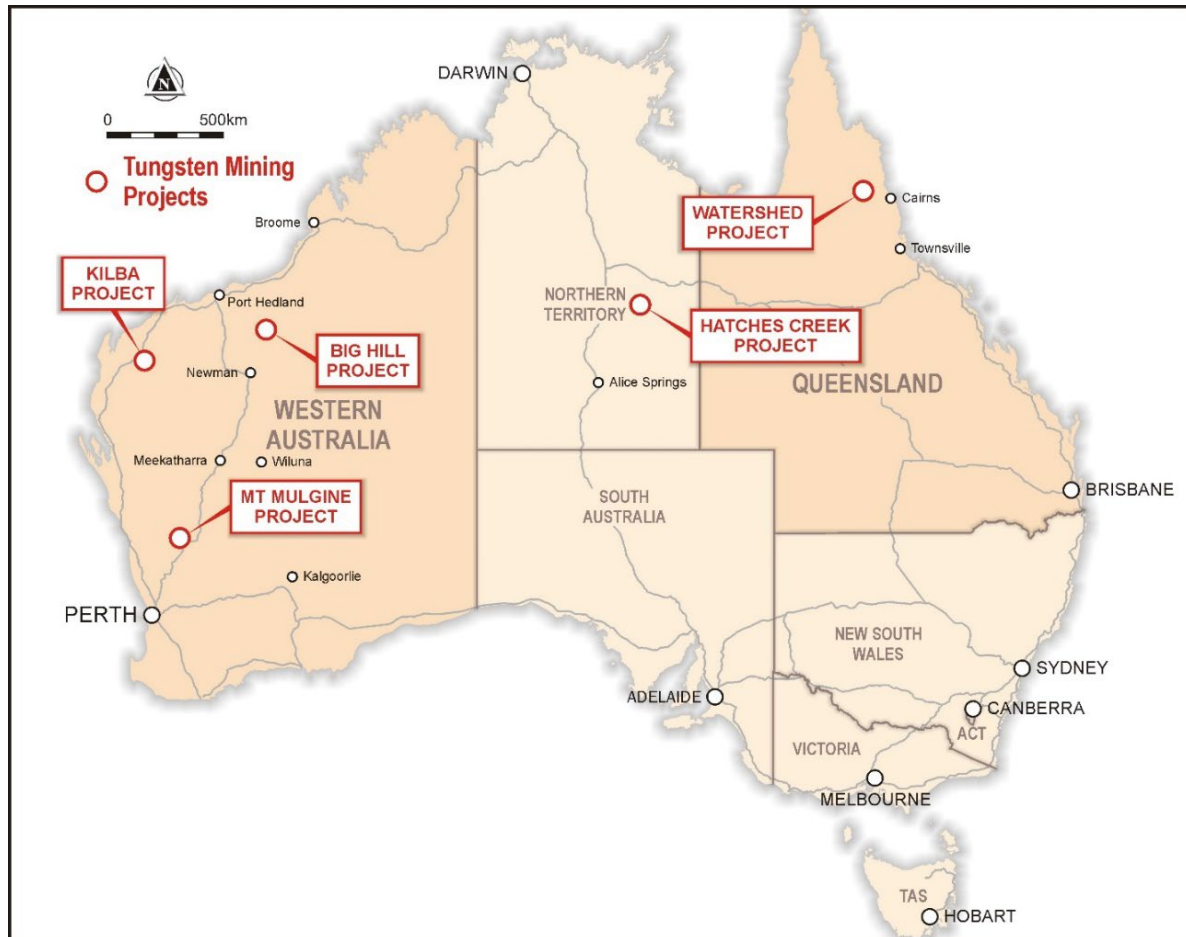 DARWIN
N
0 500km
Tungsten Mining
Projects
Broome
Cairns
WATERSHED
PROJECT
Townsville
KILBA
PROJECT
Port Hedland
NORTHERN
TERRITORY
HATCHES CREEK
PROJECT
BIG HILL
PROJECT
Newman
Alice Springs
QUEENSLAND
WESTERN
AUSTRALIA
Meekatharra
Wiluna
MT MULGINE
PROJECT
SOUTH
AUSTRALIA
BRISBANE
Kalgoorlie
PERTH
NEW SOUTH
WALES
SYDNEY
ADELAIDE
CANBERRA
ACT
VICTORIA
MELBOURNE
TAS
HOBART